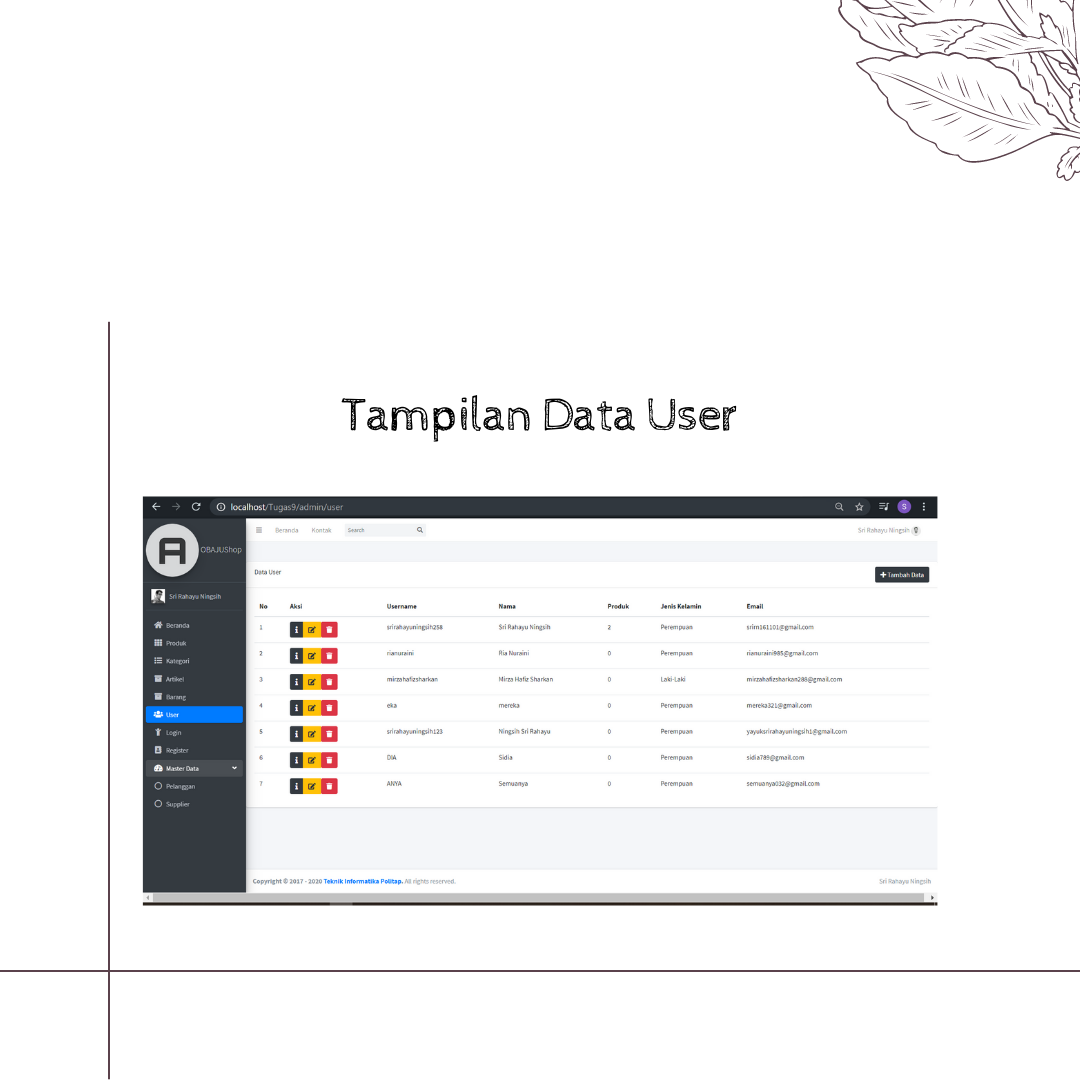 Tampilan Data User
localhost/Tugas9/admin/user
S
OBAJUShop
Beranda Kontak Search Sri Rahayu Ningsih
Sri Rahayu Ningsih
Data User + Tambah Data
Beranda
Produk
Kategori
Artikel
Barang
User
Login
Register
Master Data
Pelanggan
Supplier
No Aksi Username Nama Produk Jenis Kelamin Email
1 srirahayuningsih258 Sri Rahayu Ningsih 2 Perempuan srim161101@gmail.com
2 rianuraini Ria Nuraini 0 Perempuan rianuraini985@gmail.com
3 mirzahafizsharkan Mirza Hafiz Sharkan 0 Laki-Laki mirzahafizsharkan288@gmail.com
4 eka mereka 0 Perempuan mereka321@gmail.com
5 srirahayuningsih123 Ningsih Sri Rahayu 0 Perempuan yayuksrirahayuningsih1@gmail.com
6 DIA Sidia 0 Perempuan sidia789@gmail.com
7 ANYA Semuanya 0 Perempuan semuanya032@gmail.com
Copyright © 2017 - 2020 Teknik Informatika Politap. All rights reserved. Sri Rahayu Ningsih